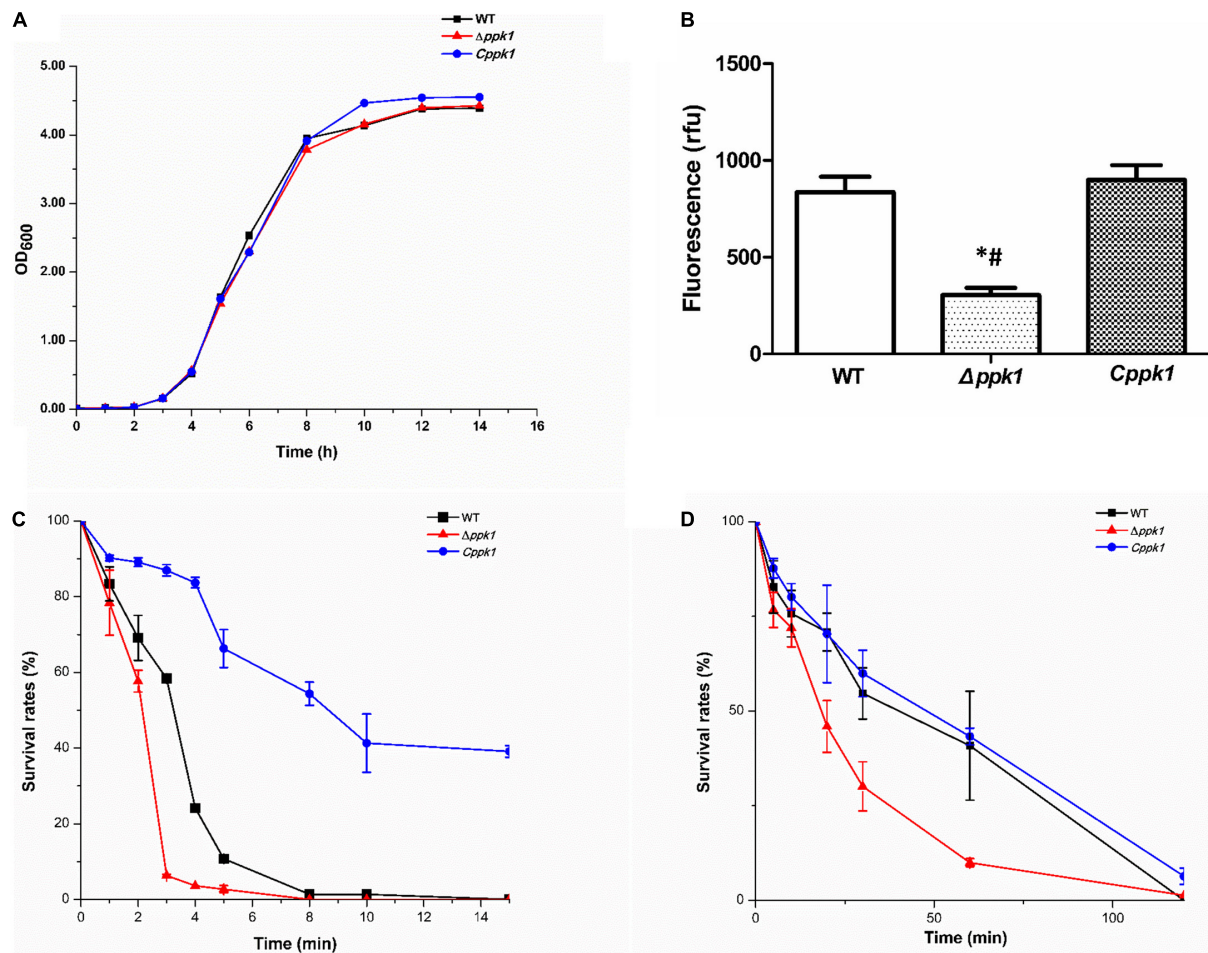 A
WT
Δppk1
Cppk1
5.00
4.00
3.00
2.00
1.00
0.00
OD600
0 2 4 6 8 10 12 14 16
Time (h)
B
1500
1000
500
0
Fluorescence (rfu)
*#
WT Δppk1 Cppk1
C
WT
Δppk1
Cppk1
100
80
60
40
20
0
Survival rates (%)
0 2 4 6 8 10 12 14
Time (min)
D
WT
Δppk1
Cppk1
100
50
0
Survival rates (%)
0 50 100
Time (min)